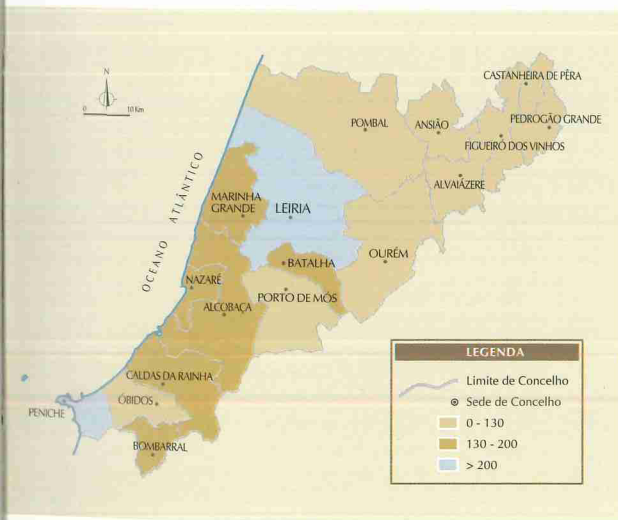 N
0 10 Km
OCEANO ATLÂNTICO
CASTANHEIRA DE PÊRA
POMBAL
ANSIÃO
PEDROGÃO GRANDE
FIGUEIRÓ DOS VINHOS
ALVAIÁZERE
MARINHA
GRANDE
LEIRIA
OURÉM
BATALHA
NAZARÉ
PORTO DE MÓS
ALCOBAÇA
CALDAS DA RAINHA
ÓBIDOS
PENICHE
BOMBARRAL
LEGENDA
Limite de Concelho
Sede de Concelho
0 - 130
130 - 200
> 200